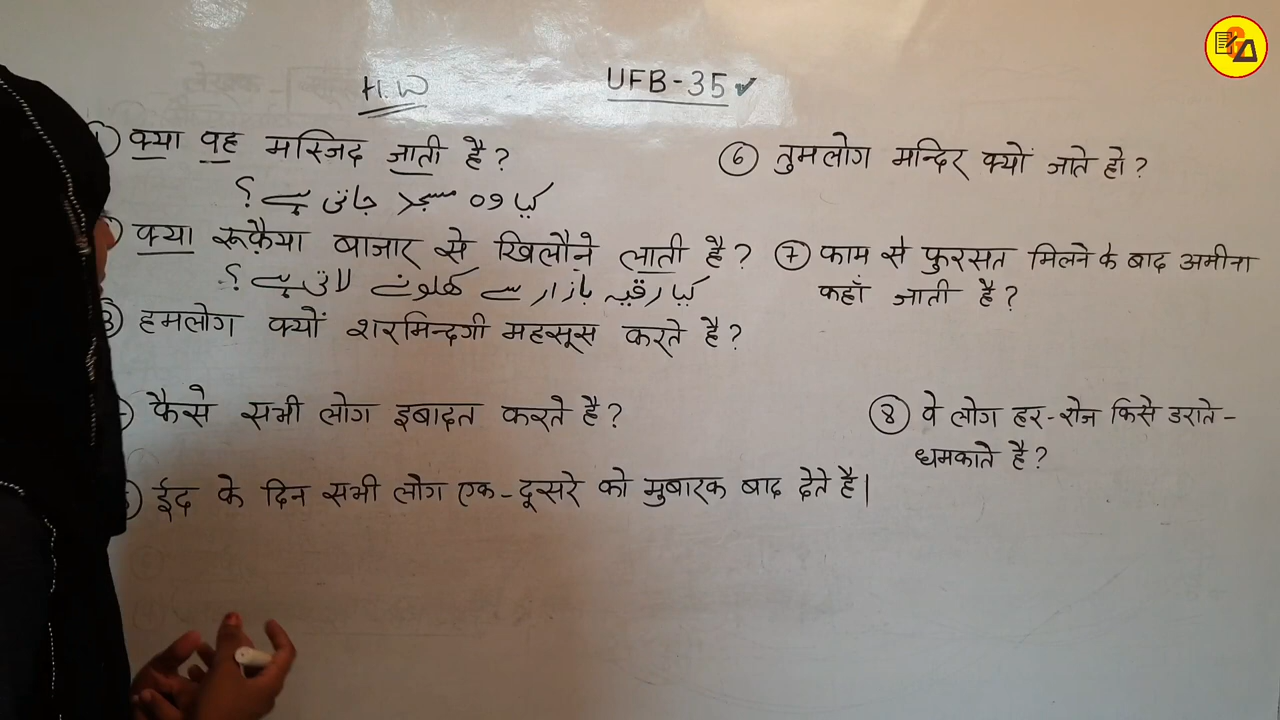 H.W
UFB-35 ✓
1) क्या वह मस्जिद जाती है?
کیا وہ مسجد جاتی ہے؟
क्या रूक़ैया बाजार से खिलौने लाती है?
کیا رقیہ بازار سے کھلونے لاتی ہے؟
3) हमलोग क्यों शरमिन्दगी महसूस करते है?
कैसे सभी लोग इबादत करते है?
ईद के दिन सभी लोग एक-दूसरे को मुबारक बाद देते है|
6 तुमलोग मन्दिर क्यों जाते हो?
7 काम से फुरसत मिलने के बाद अमीना
कहाँ जाती है?
8 वे लोग हर-रोज किसे डराते-
धमकाते है?